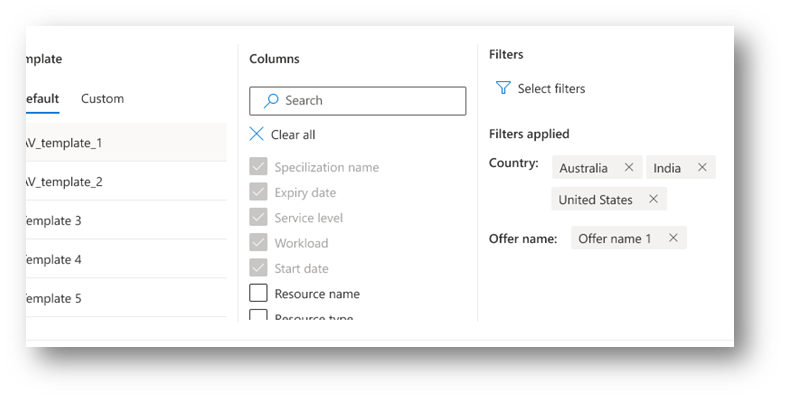 mplate
efault Custom
AV_template_1
AV_template_2
Template 3
Template 4
Template 5
Columns
Search
Clear all
Specilization name
Expiry date
Service level
Workload
Start date
Resource name
Resource type
Filters
Select filters
Filters applied
Country: Australia India
United States
Offer name: Offer name 1